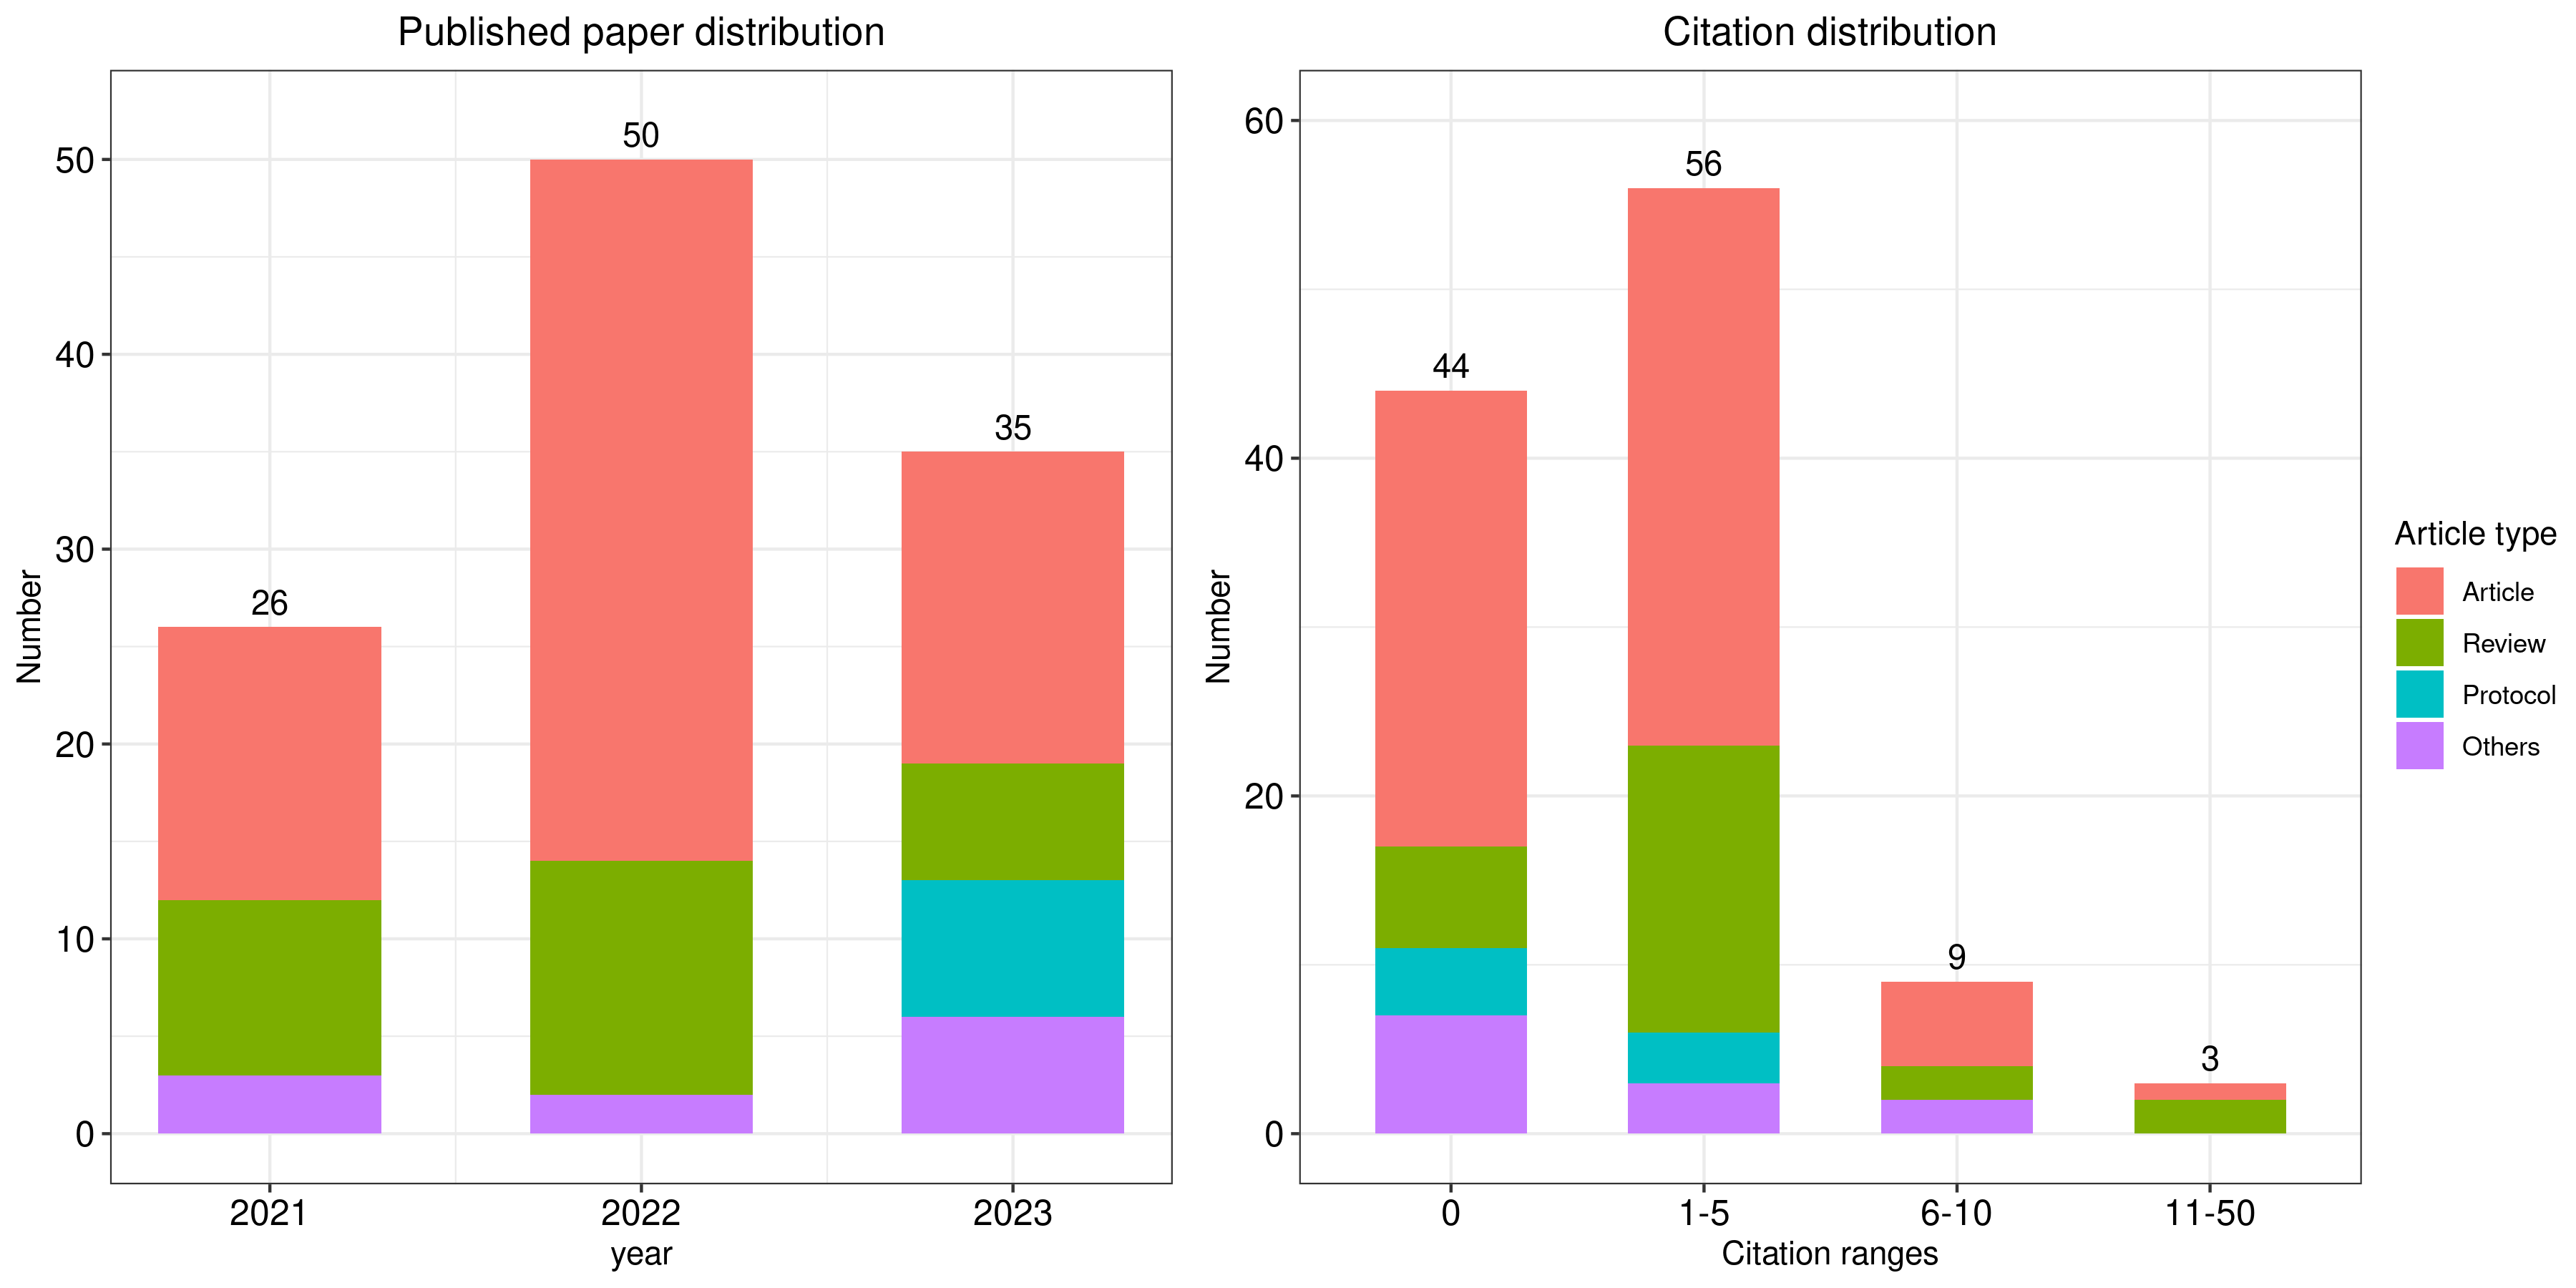 Published paper distribution
50
40
30
20
10
0
Number
26
50
35
2021
2022
2023
year
Citation distribution
60
40
20
0
Number
44
56
9
3
0
1-5
6-10
11-50
Citation ranges
Article type
Article
Review
Protocol
Others